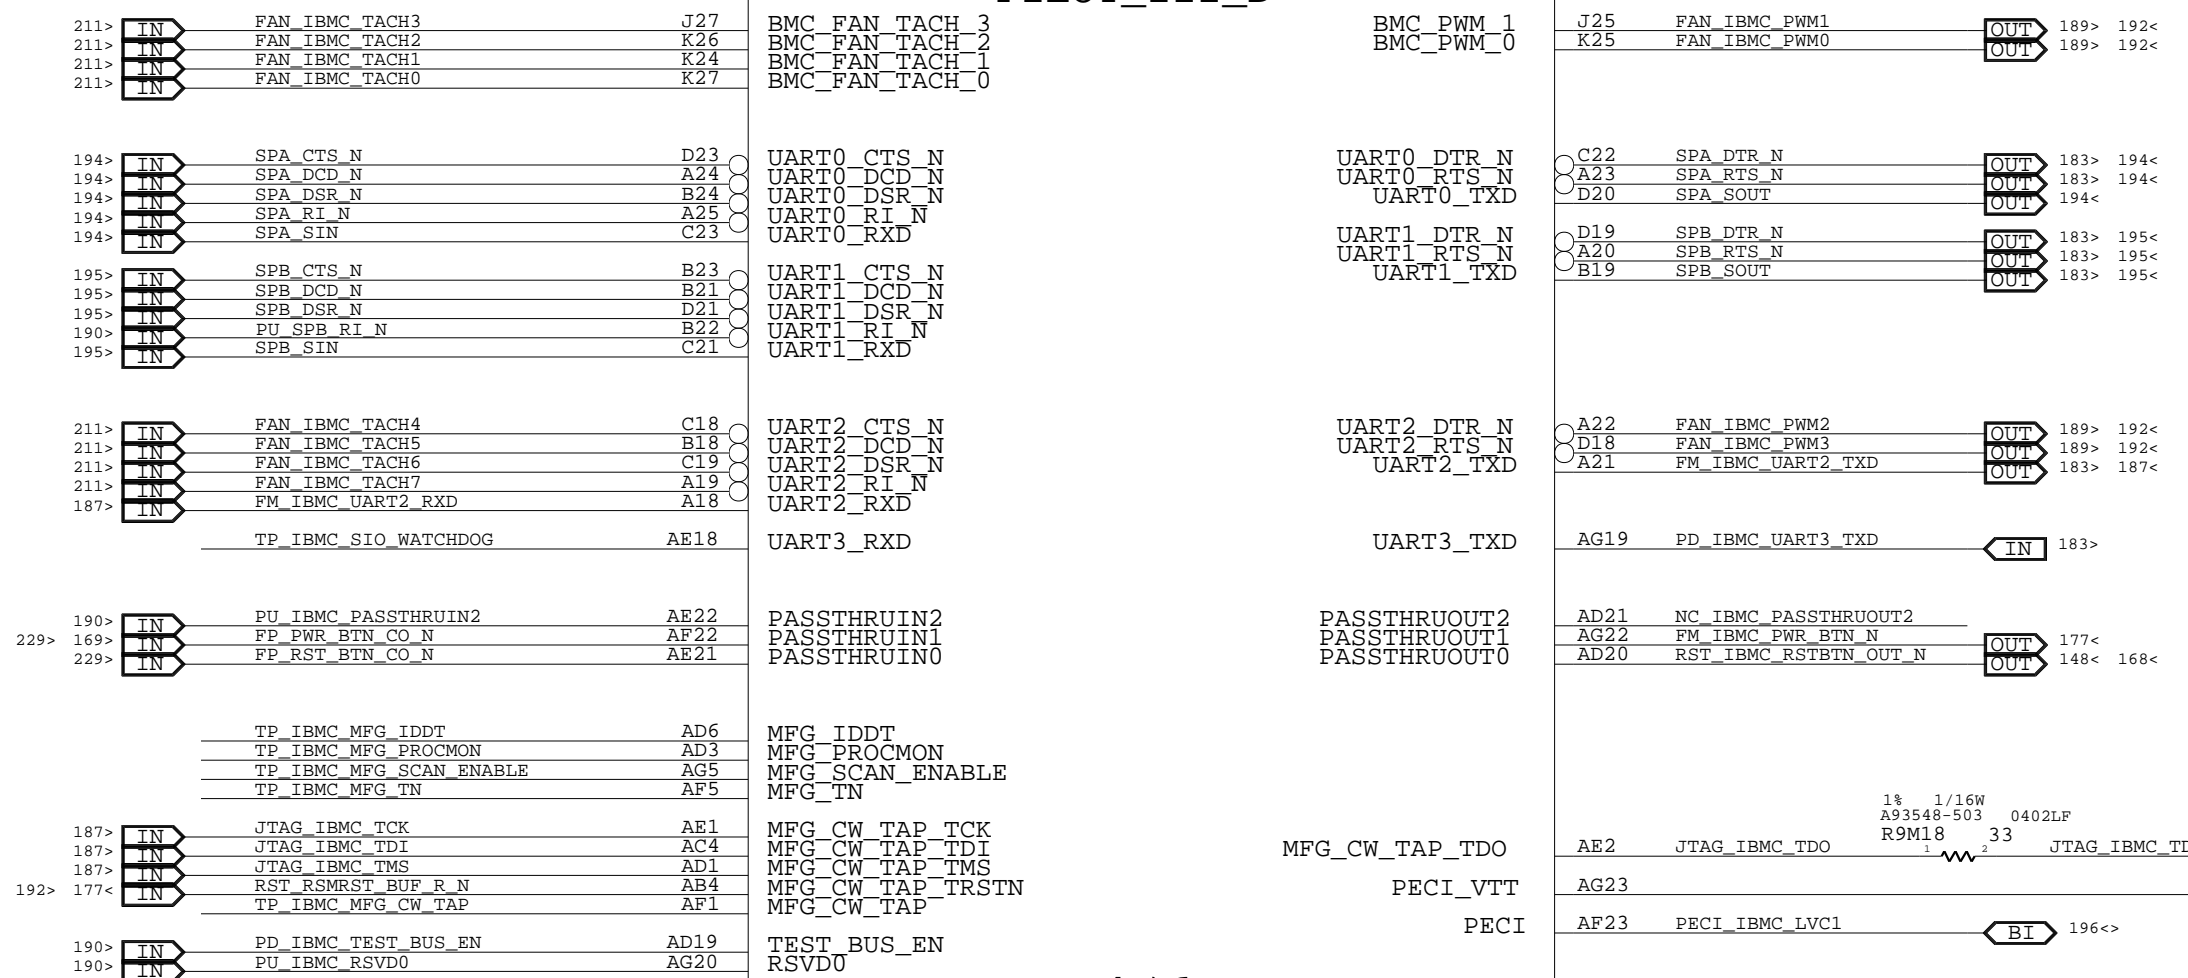 211> IN FAN_IBMC_TACH3 J27 BMC_FAN_TACH_3 BMC_PWM_1 J25 FAN_IBMC_PWM1 OUT 189> 192<
211> IN FAN_IBMC_TACH2 K26 BMC_FAN_TACH_2 BMC_PWM_0 K25 FAN_IBMC_PWM0 OUT 189> 192<
211> IN FAN_IBMC_TACH1 K24 BMC_FAN_TACH_1
211> IN FAN_IBMC_TACH0 K27 BMC_FAN_TACH_0
194> IN SPA_CTS_N D23 UART0_CTS_N UART0_DTR_N C22 SPA_DTR_N OUT 183> 194<
194> IN SPA_DCD_N A24 UART0_DCD_N UART0_RTS_N A23 SPA_RTS_N OUT 183> 194<
194> IN SPA_DSR_N B24 UART0_DSR_N UART0_TXD D20 SPA_SOUT OUT 194<
194> IN SPA_RI_N A25 UART0_RI_N
194> IN SPA_SIN C23 UART0_RXD UART1_DTR_N D19 SPB_DTR_N OUT 183> 195<
UART1_RTS_N A20 SPB_RTS_N OUT 183> 195<
195> IN SPB_CTS_N B23 UART1_CTS_N UART1_TXD B19 SPB_SOUT OUT 183> 195<
195> IN SPB_DCD_N B21 UART1_DCD_N
195> IN SPB_DSR_N D21 UART1_DSR_N
190> IN PU_SPB_RI_N B22 UART1_RI_N
195> IN SPB_SIN C21 UART1_RXD
211> IN FAN_IBMC_TACH4 C18 UART2_CTS_N UART2_DTR_N A22 FAN_IBMC_PWM2 OUT 189> 192<
211> IN FAN_IBMC_TACH5 B18 UART2_DCD_N UART2_RTS_N D18 FAN_IBMC_PWM3 OUT 189> 192<
211> IN FAN_IBMC_TACH6 C19 UART2_DSR_N UART2_TXD A21 FM_IBMC_UART2_TXD OUT 183> 187<
211> IN FAN_IBMC_TACH7 A19 UART2_RI_N
187> IN FM_IBMC_UART2_RXD A18 UART2_RXD
TP_IBMC_SIO_WATCHDOG AE18 UART3_RXD UART3_TXD AG19 PD_IBMC_UART3_TXD IN 183>
190> IN PU_IBMC_PASSTHRUIN2 AE22 PASSTHRUIN2 PASSTHRUOUT2 AD21 NC_IBMC_PASSTHRUOUT2
229> 169> IN FP_PWR_BTN_CO_N AF22 PASSTHRUIN1 PASSTHRUOUT1 AG22 FM_IBMC_PWR_BTN_N OUT 177<
229> IN FP_RST_BTN_CO_N AE21 PASSTHRUIN0 PASSTHRUOUT0 AD20 RST_IBMC_RSTBTN_OUT_N OUT 148< 168<
TP_IBMC_MFG_IDDT AD6 MFG_IDDT
TP_IBMC_MFG_PROCMON AD3 MFG_PROCMON
TP_IBMC_MFG_SCAN_ENABLE AG5 MFG_SCAN_ENABLE
TP_IBMC_MFG_TN AF5 MFG_TN
1% 1/16W
A93548-503 0402LF
R9M18 33
187> IN JTAG_IBMC_TCK AE1 MFG_CW_TAP_TCK
187> IN JTAG_IBMC_TDI AC4 MFG_CW_TAP_TDI MFG_CW_TAP_TDO AE2 JTAG_IBMC_TDO 1 2
187> IN JTAG_IBMC_TMS AD1 MFG_CW_TAP_TMS
192> 177< IN RST_RSMRST_BUF_R_N AB4 MFG_CW_TAP_TRSTN PECI_VTT AG23
TP_IBMC_MFG_CW_TAP AF1 MFG_CW_TAP
PECI AF23 PECI_IBMC_LVC1 BI 196<>
190> IN PD_IBMC_TEST_BUS_EN AD19 TEST_BUS_EN
190> IN PU_IBMC_RSVD0 AG20 RSVD0